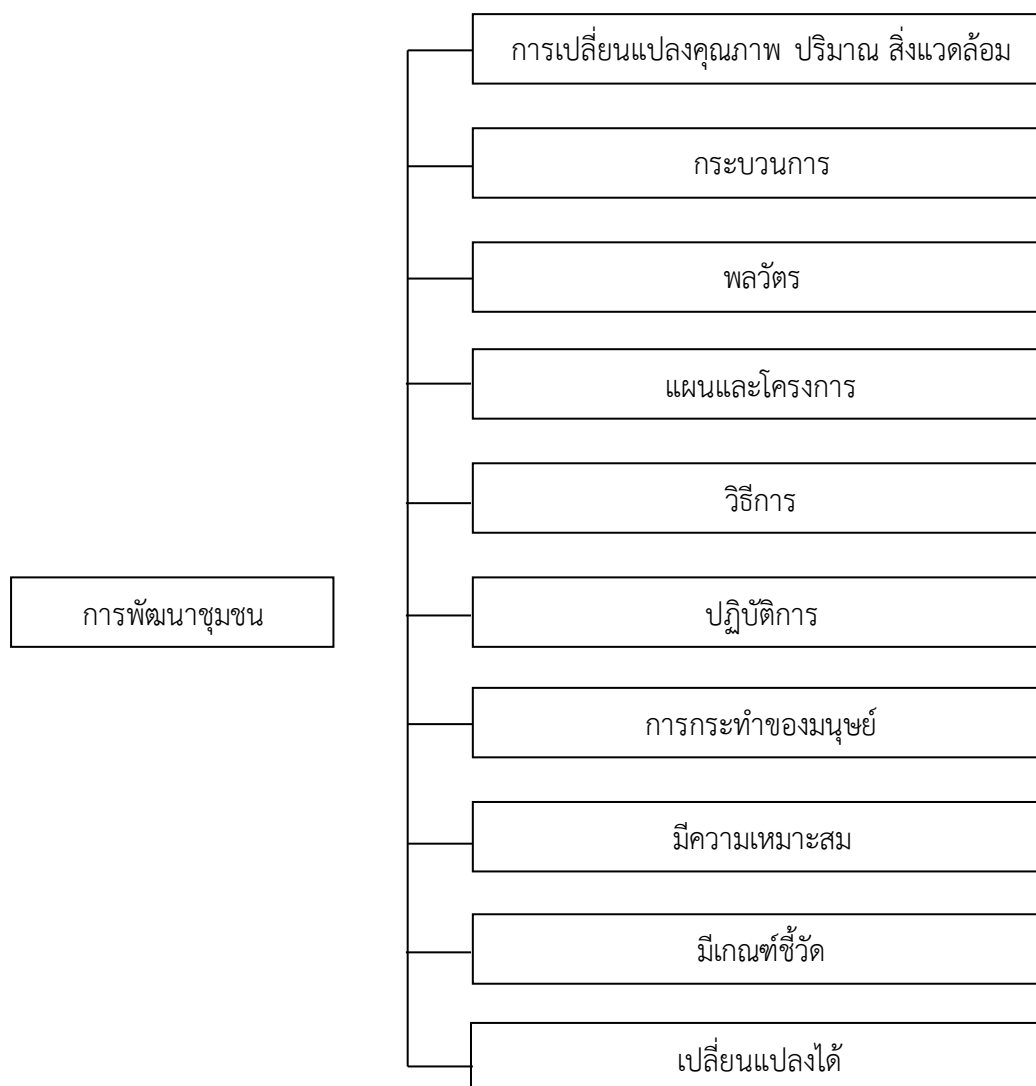 การเปลี่ยนแปลงคุณภาพ ปริมาณ สิ่งแวดล้อม
กระบวนการ
พลวัตร
แผนและโครงการ
วิธีการ
การพัฒนาชุมชน
ปฏิบัติการ
การกระทำของมนุษย์
มีความเหมาะสม
มีเกณฑ์ชี้วัด
เปลี่ยนแปลงได้